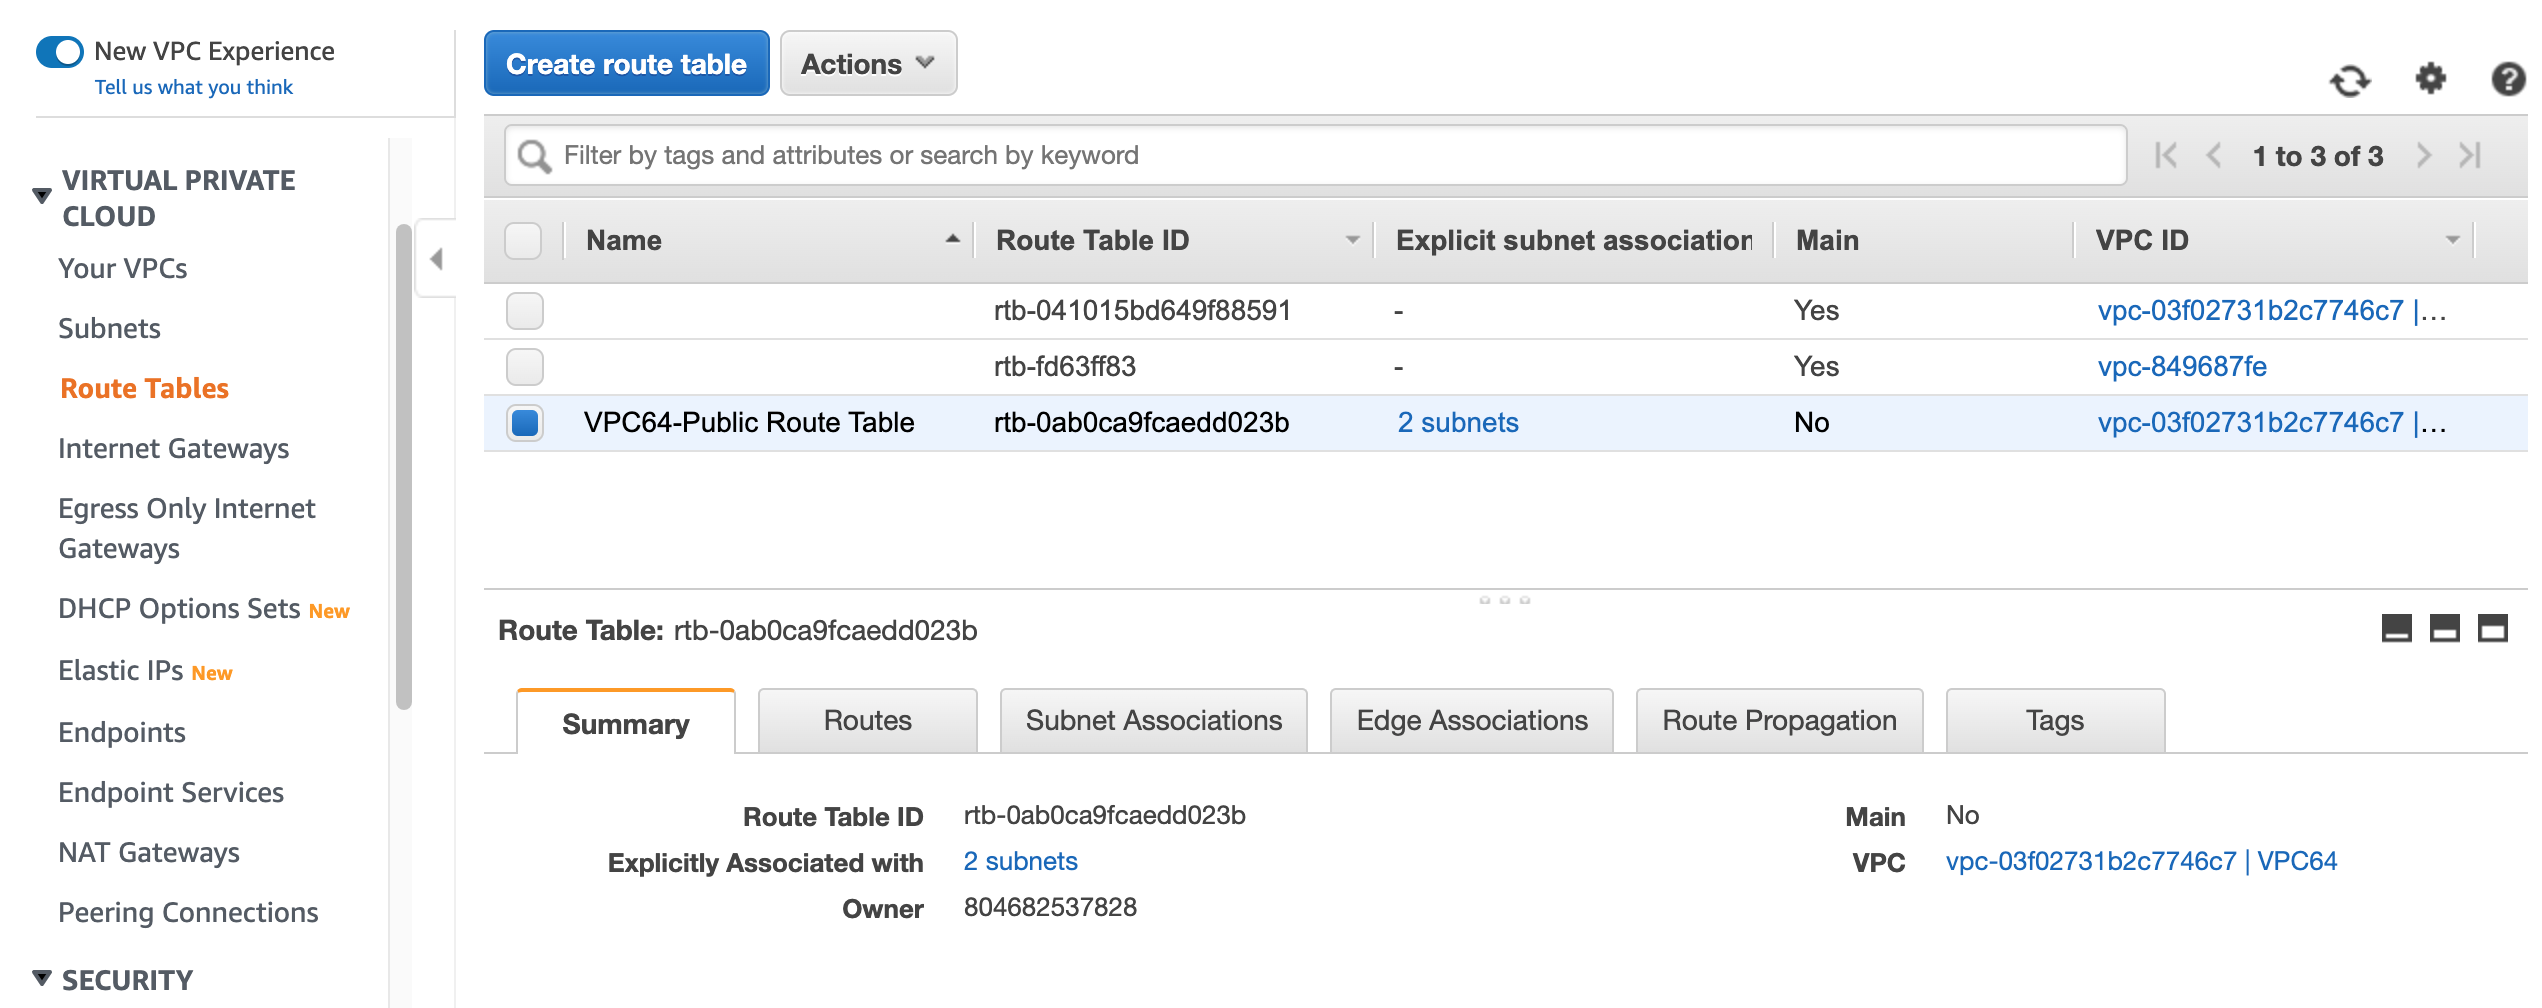 New VPC Experience
Tell us what you think
VIRTUAL PRIVATE
CLOUD
Your VPCs
Subnets
Route Tables
Internet Gateways
Egress Only Internet
Gateways
DHCP Options Sets New
Elastic IPs New
Endpoints
Endpoint Services
NAT Gateways
Peering Connections
SECURITY
Create route table Actions
Filter by tags and attributes or search by keyword 1 to 3 of 3
Name Route Table ID Explicit subnet association Main VPC ID
rtb-041015bd649f88591 - Yes vpc-03f02731b2c7746c7 |...
rtb-fd63ff83 - Yes vpc-849687fe
VPC64-Public Route Table rtb-0ab0ca9fcaedd023b 2 subnets No vpc-03f02731b2c7746c7 |...
Route Table: rtb-0ab0ca9fcaedd023b
Summary Routes Subnet Associations Edge Associations Route Propagation Tags
Route Table ID rtb-0ab0ca9fcaedd023b Main No
Explicitly Associated with 2 subnets VPC vpc-03f02731b2c7746c7 | VPC64
Owner 804682537828